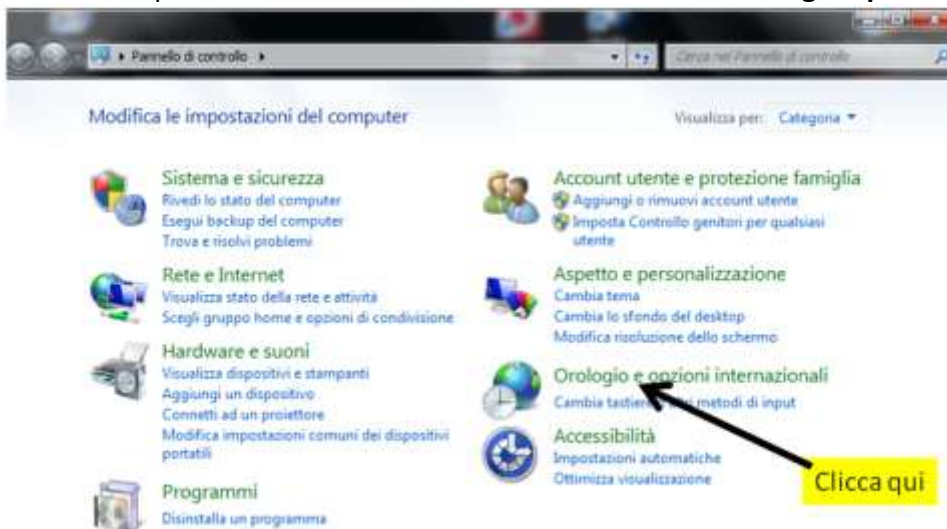 Pannello di controllo
Cerca nel Pannello di controllo
Modifica le impostazioni del computer
Visualizza per: Categoria
Sistema e sicurezza
Rivedi lo stato del computer
Esegui backup del computer
Trova e risolvi problemi
Rete e Internet
Visualizza stato della rete e attività
Scegli gruppo home e opzioni di condivisione
Hardware e suoni
Visualizza dispositivi e stampanti
Aggiungi un dispositivo
Connetti ad un proiettore
Modifica impostazioni comuni dei dispositivi
portatili
Programmi
Disinstalla un programma
Account utente e protezione famiglia
Aggiungi o rimuovi account utente
Imposta Controllo genitori per qualsiasi
utente
Aspetto e personalizzazione
Cambia tema
Cambia lo sfondo del desktop
Modifica risoluzione dello schermo
Orologio e opzioni internazionali
Cambia tastiere metodi di input
Accessibilità
Impostazioni automatiche
Ottimizza visualizzazione
Clicca qui